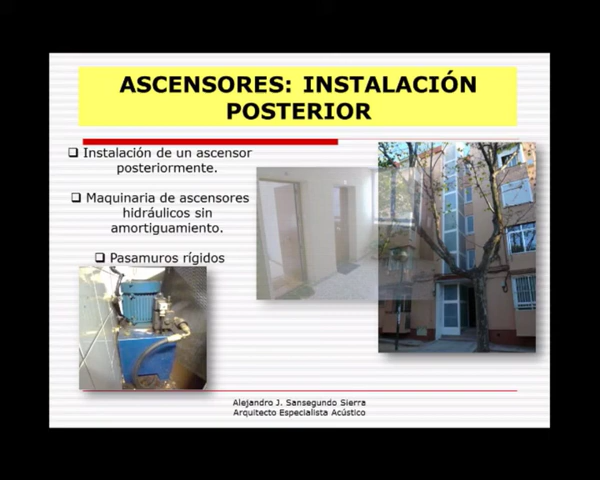 ASCENSORES: INSTALACIÓN
POSTERIOR
❑ Instalación de un ascensor
posteriormente.
❑ Maquinaria de ascensores
hidráulicos sin
amortiguamiento.
❑ Pasamuros rígidos
Alejandro J. Sansegundo Sierra
Arquitecto Especialista Acústico